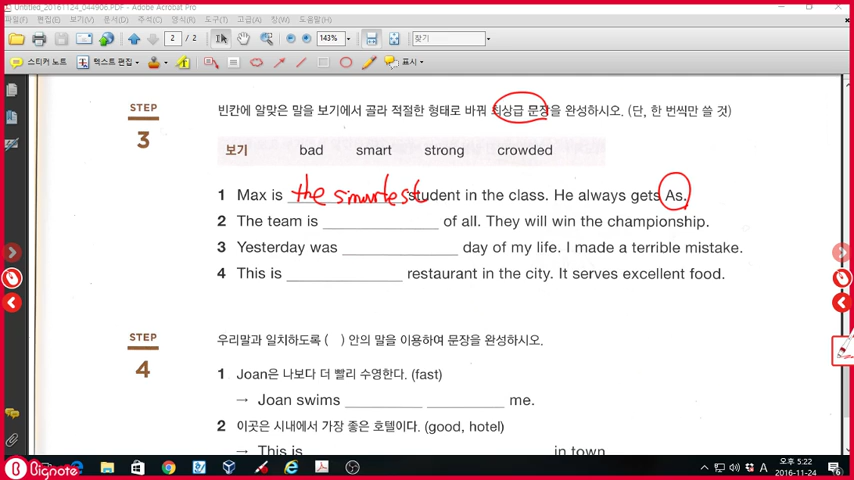 Untitled_20161124_044906.PDF - Adobe Acrobat Pro
파일(F) 편집(E) 보기(V) 문서(D) 주석(C) 양식(R) 도구(T) 고급(A) 창(W) 도움말(H)
2 / 2 143% 찾기
스티커 노트 텍스트 편집 표시
STEP 3
빈칸에 알맞은 말을 보기에서 골라 적절한 형태로 바꿔 최상급 문장을 완성하시오. (단, 한 번씩만 쓸 것)
보기 bad smart strong crowded
1 Max is the smartest student in the class. He always gets As.
2 The team is ____________ of all. They will win the championship.
3 Yesterday was ____________ day of my life. I made a terrible mistake.
4 This is ____________ restaurant in the city. It serves excellent food.
STEP 4
우리말과 일치하도록 ( ) 안의 말을 이용하여 문장을 완성하시오.
1 Joan은 나보다 더 빨리 수영한다. (fast)
→ Joan swims ________ ________ me.
2 이곳은 시내에서 가장 좋은 호텔이다. (good, hotel)
→ This is ____________ in town.
Bignote
A 오후 5:22
2016-11-24